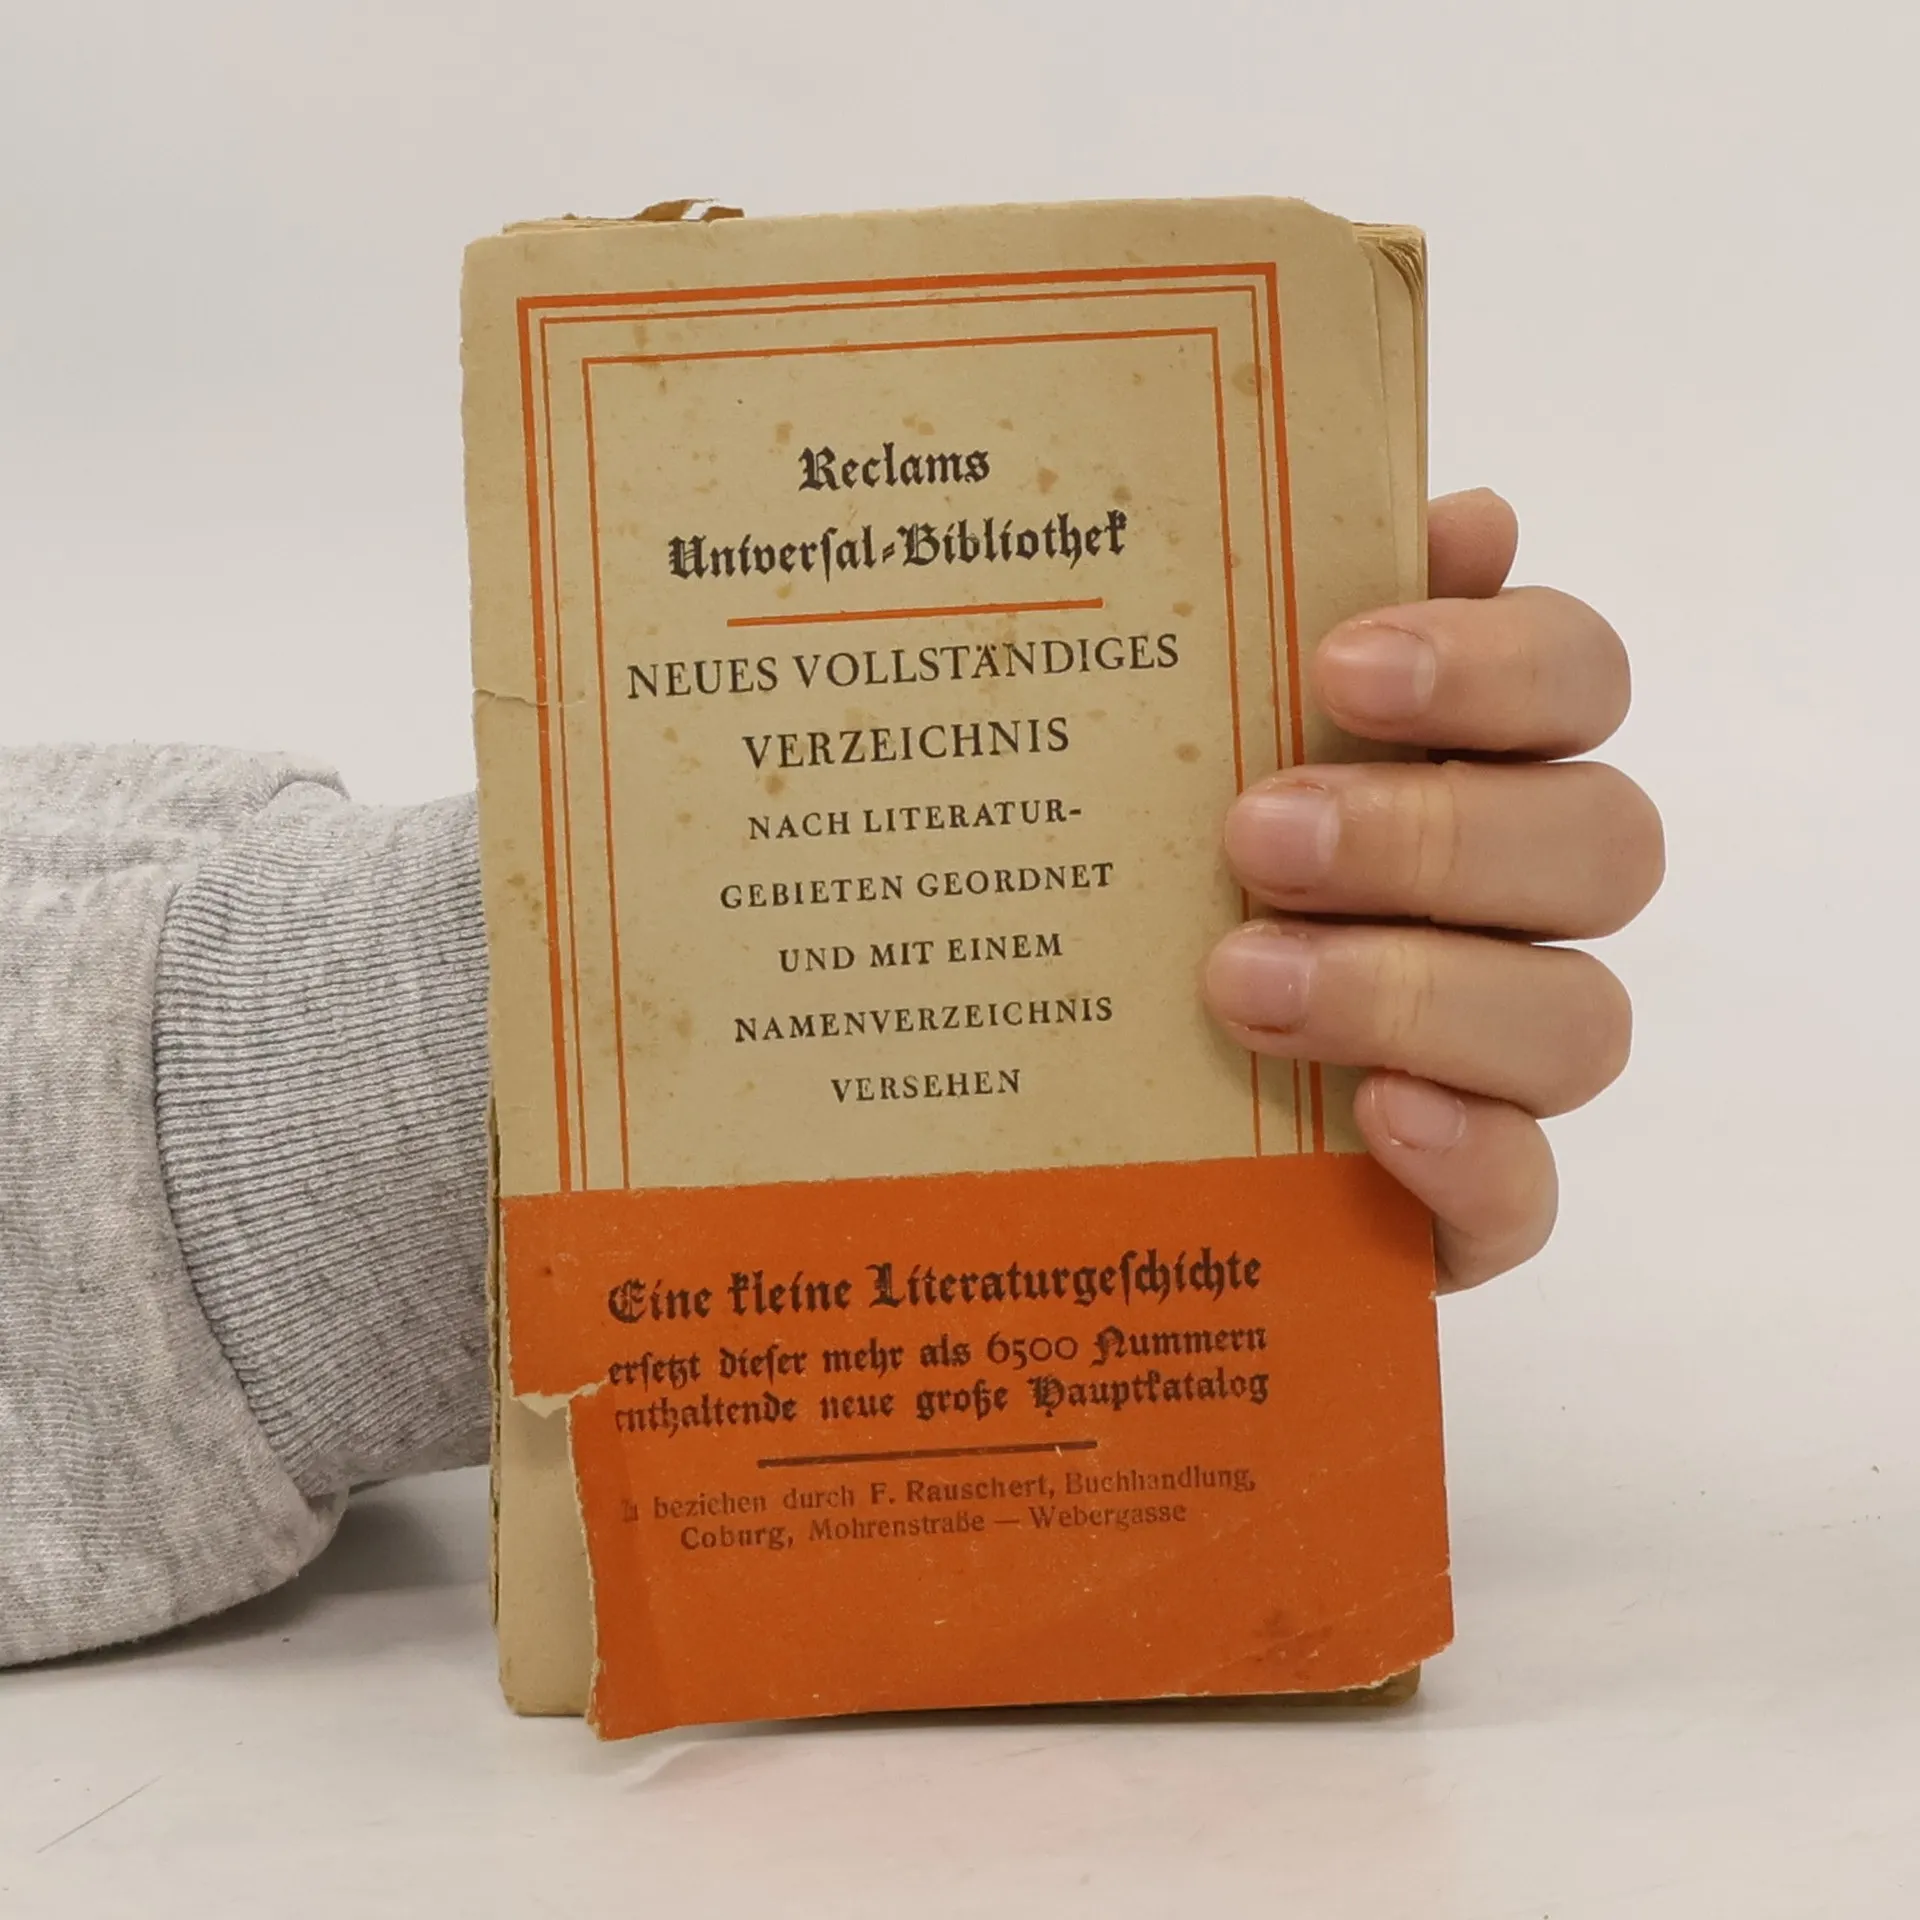 Reclams
Universal-Bibliothek
NEUES VOLLSTÄNDIGES
VERZEICHNIS
NACH LITERATUR-
GEBIETEN GEORDNET
UND MIT EINEM
NAMENVERZEICHNIS
VERSEHEN
Eine kleine Literaturgeschichte
ersetzt dieser mehr als 6500 Nummern
enthaltende neue große Hauptkatalog
Zu beziehen durch F. Rauschert, Buchhandlung,
Coburg, Mohrenstraße — Webergasse